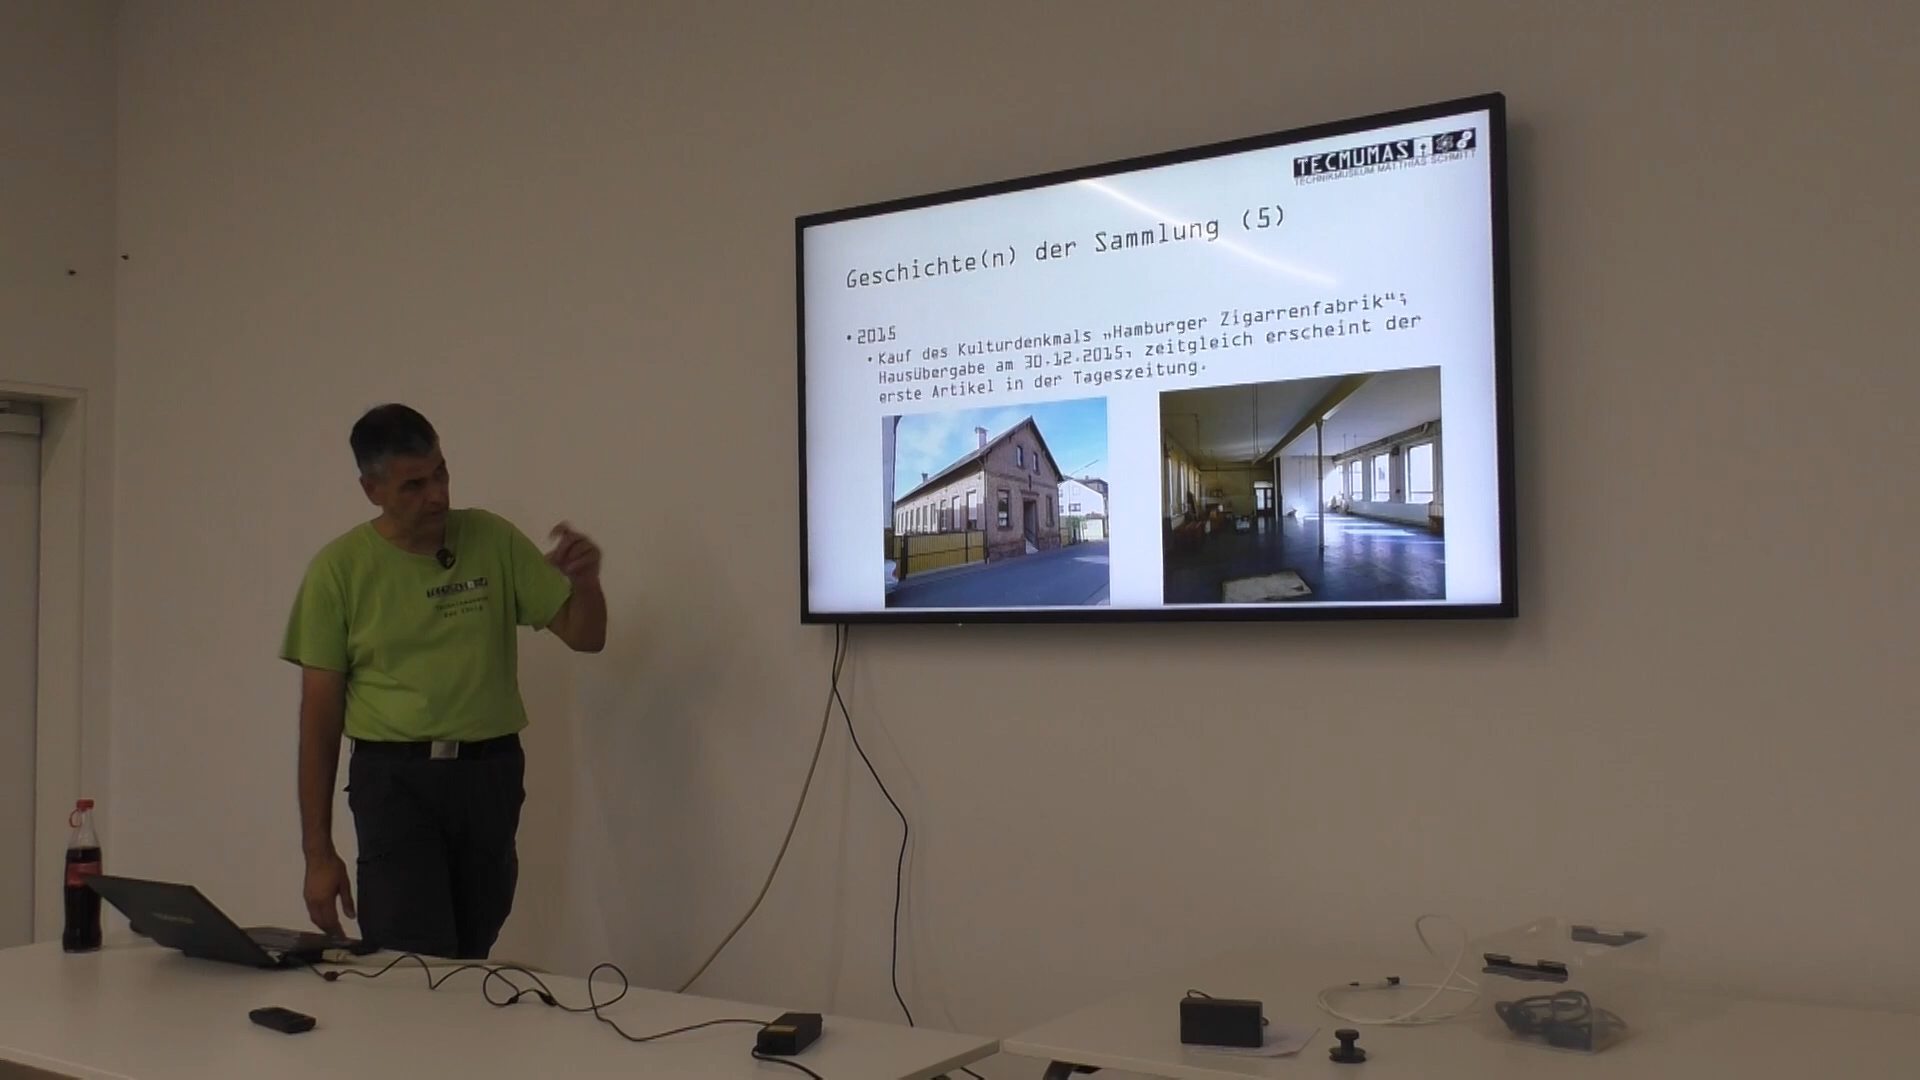 TECMUMAS
TECHNIKMUSEUM MATTHIAS SCHMITT
Geschichte(n) der Sammlung (5)
• 2015
• Kauf des Kulturdenkmals „Hamburger Zigarrenfabrik“;
Hausübergabe am 30.12.2015, zeitgleich erscheint der
erste Artikel in der Tageszeitung.